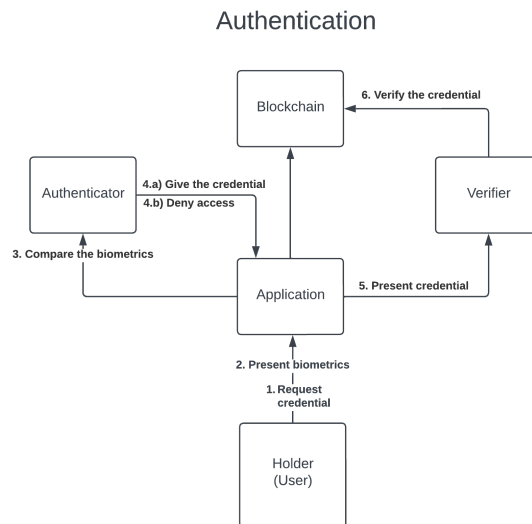 Authentication
Blockchain
6. Verify the credential
Authenticator
4.a) Give the credential
4.b) Deny access
Verifier
3. Compare the biometrics
Application
5. Present credential
2. Present biometrics
1. Request
credential
Holder
(User)